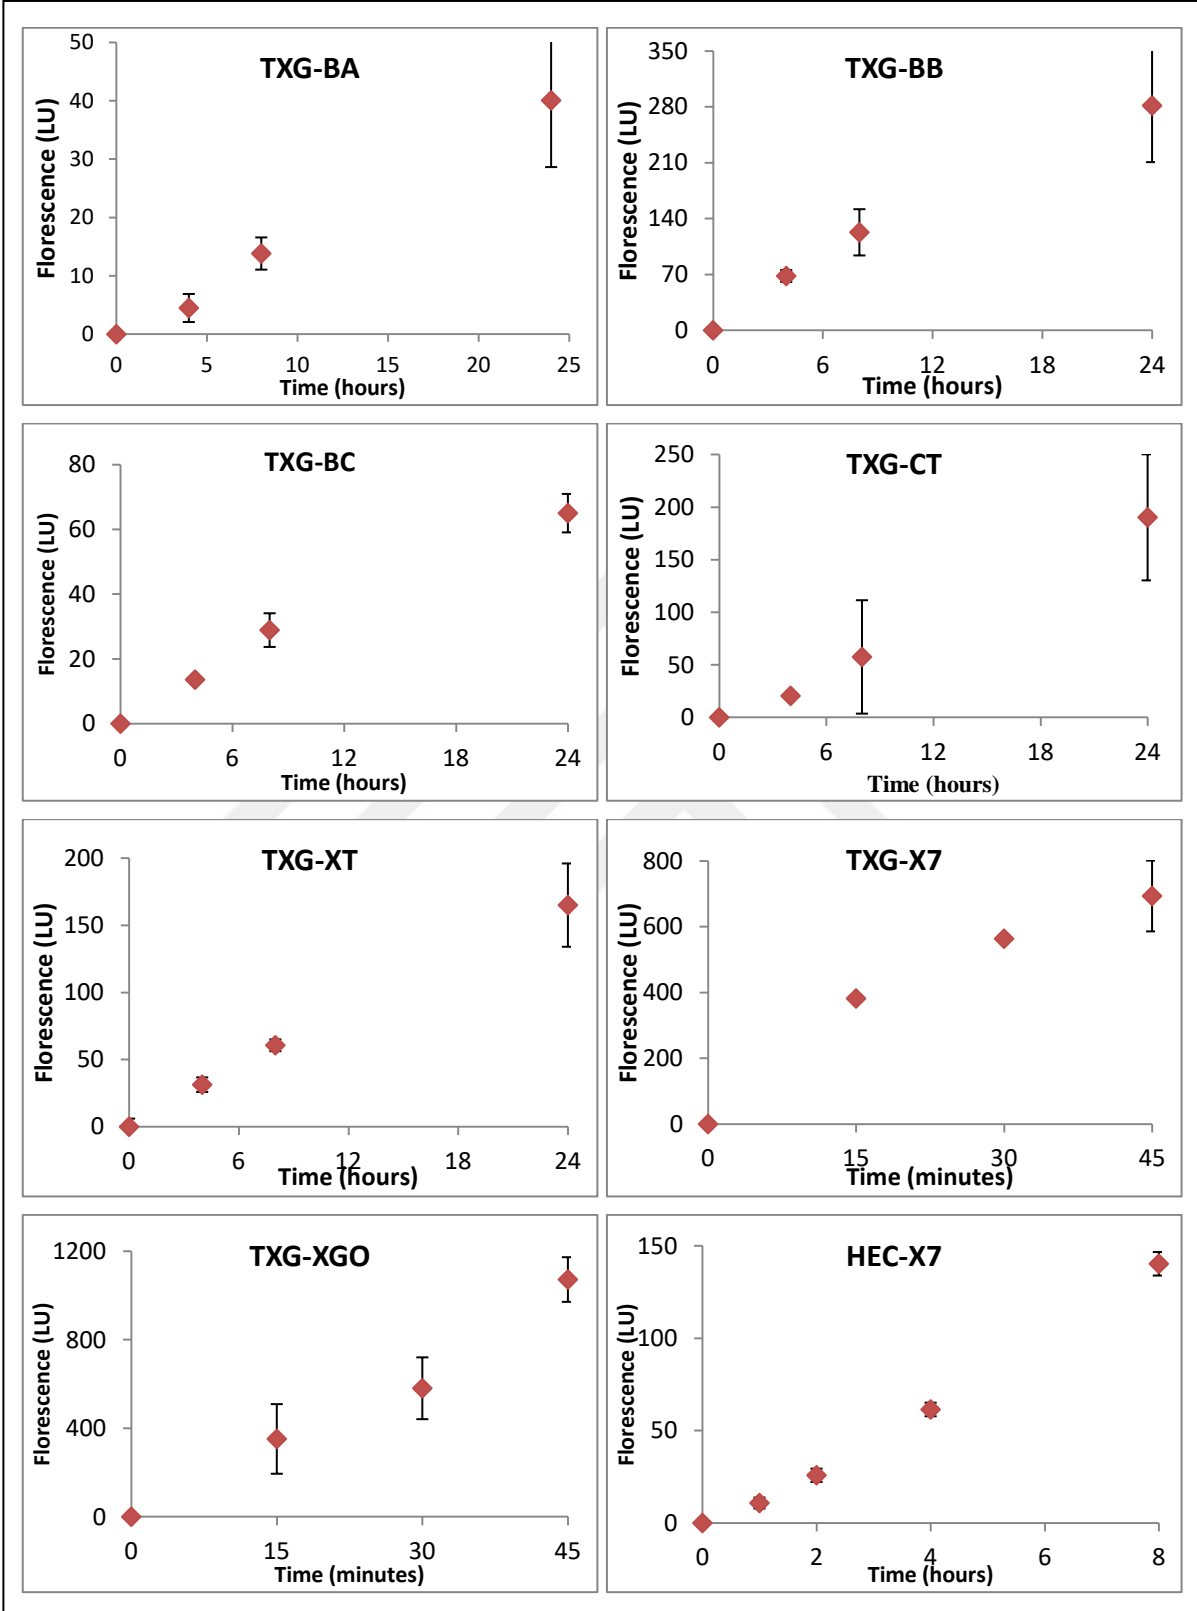 TXG-BA
Florescence (LU)
50
40
30
20
10
0
0 5 10 15 20 25
Time (hours)
TXG-BB
Florescence (LU)
350
280
210
140
70
0
0 6 12 18 24
Time (hours)
TXG-BC
Florescence (LU)
80
60
40
20
0
0 6 12 18 24
Time (hours)
TXG-CT
Florescence (LU)
250
200
150
100
50
0
0 6 12 18 24
Time (hours)
TXG-XT
Florescence (LU)
200
150
100
50
0
0 6 12 18 24
Time (hours)
TXG-X7
Florescence (LU)
800
600
400
200
0
0 15 30 45
Time (minutes)
TXG-XGO
Florescence (LU)
1200
800
400
0
0 15 30 45
Time (minutes)
HEC-X7
Florescence (LU)
150
100
50
0
0 2 4 6 8
Time (hours)